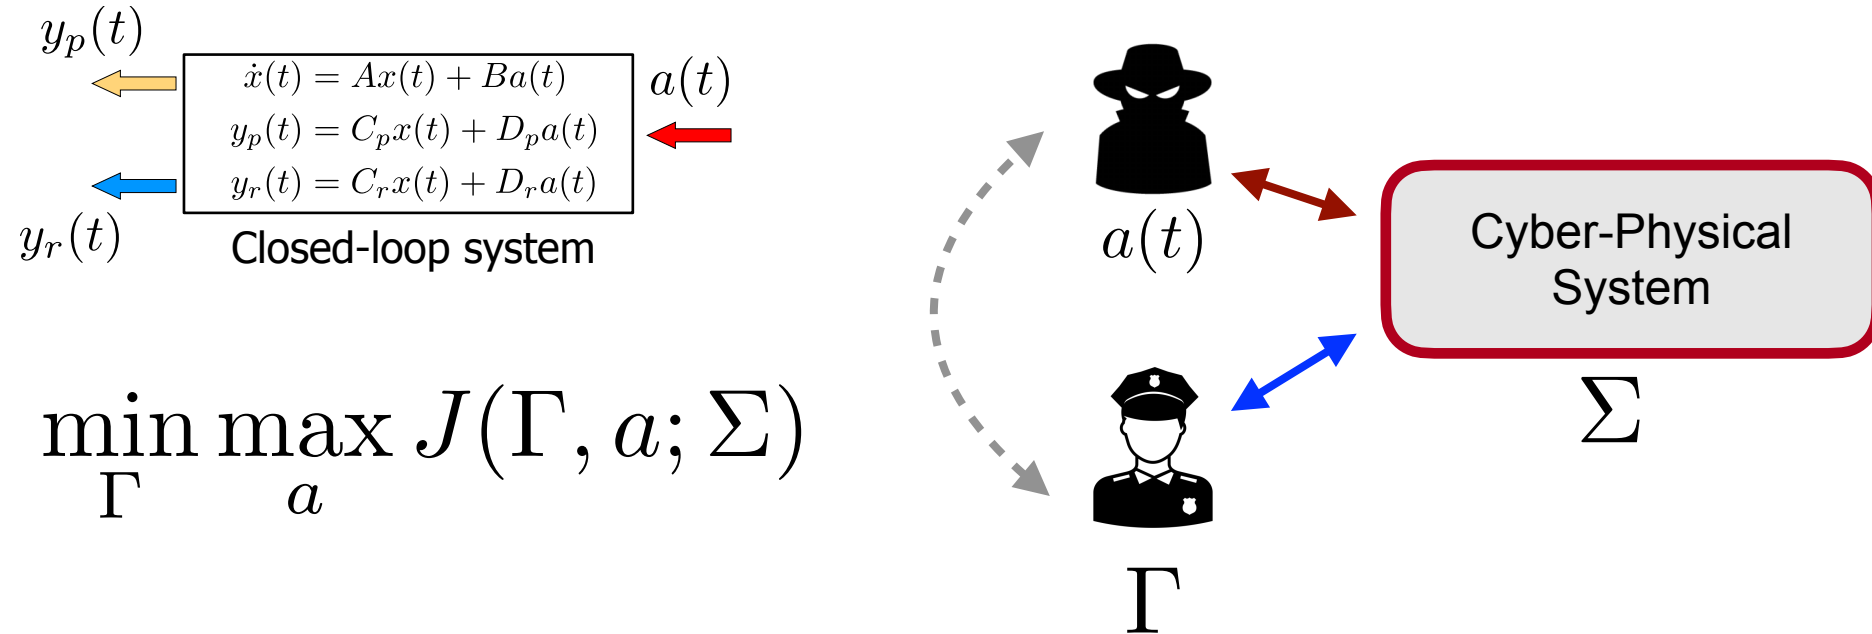 y_p(t)
ẋ(t) = Ax(t) + Ba(t)
a(t)
y_p(t) = C_p x(t) + D_p a(t)
y_r(t) = C_r x(t) + D_r a(t)
y_r(t)
Closed-loop system
min max J(Γ, a; Σ)
Γ a
a(t)
Cyber-Physical
System
Σ
Γ